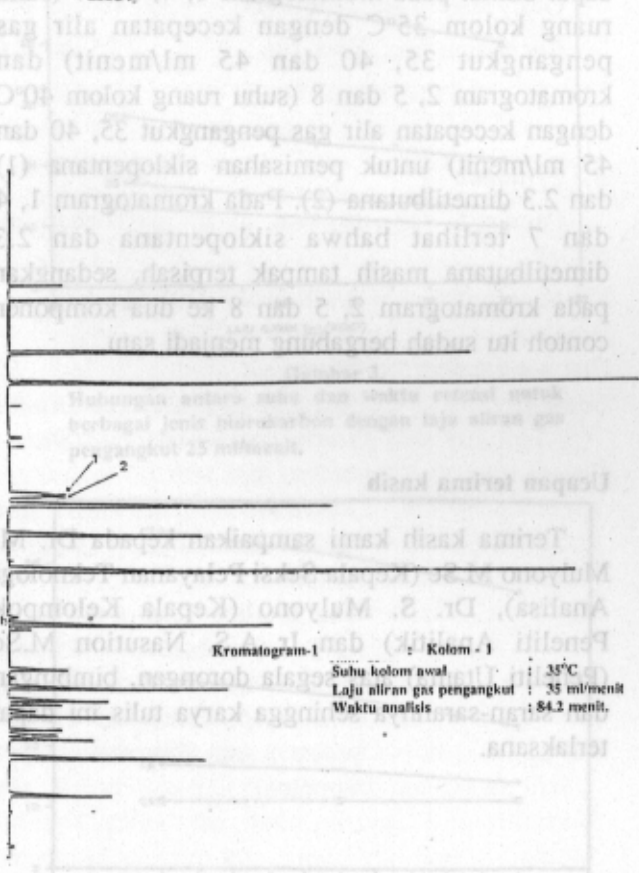 ruang kolom 35°C dengan kecepatan alir gas
pengangkut 35, 40 dan 45 ml/menit) dan
kromatogram 2, 5 dan 8 (suhu ruang kolom 40°C
dengan kecepatan alir gas pengangkut 35, 40 dan
45 ml/menit) untuk pemisahan siklopentana (1)
dan 2.3 dimetilbutana (2). Pada kromatogram 1, 4
dan 7 terlihat bahwa siklopentana dan 2.3
dimetilbutana masih tampak terpisah, sedangkan
pada kromatogram 2, 5 dan 8 ke dua komponen
contoh itu sudah bergabung menjadi satu
Gambar 3.
Hubungan antara suhu dan waktu retensi untuk
berbagai jenis hidrokarbon dengan laju aliran gas
pengangkut 25 ml/menit.
1
2
Ucapan terima kasih
Terima kasih kami sampaikan kepada Dr. M.
Mulyono M.Sc (Kepala Seksi Pelayanan Teknologi
Analisa), Dr. S. Mulyono (Kepala Kelompok
Peneliti Analitik) dan Ir. A.S. Nasution M.Sc
(Peneliti Utama) atas segala dorongan, bimbingan
dan saran-sarannya sehingga karya tulis ini dapat
terlaksana.
Kromatogram-1 : Kolom - 1
Suhu kolom awal : 35°C
Laju aliran gas pengangkut : 35 ml/menit
Waktu analisis : 84.2 menit.